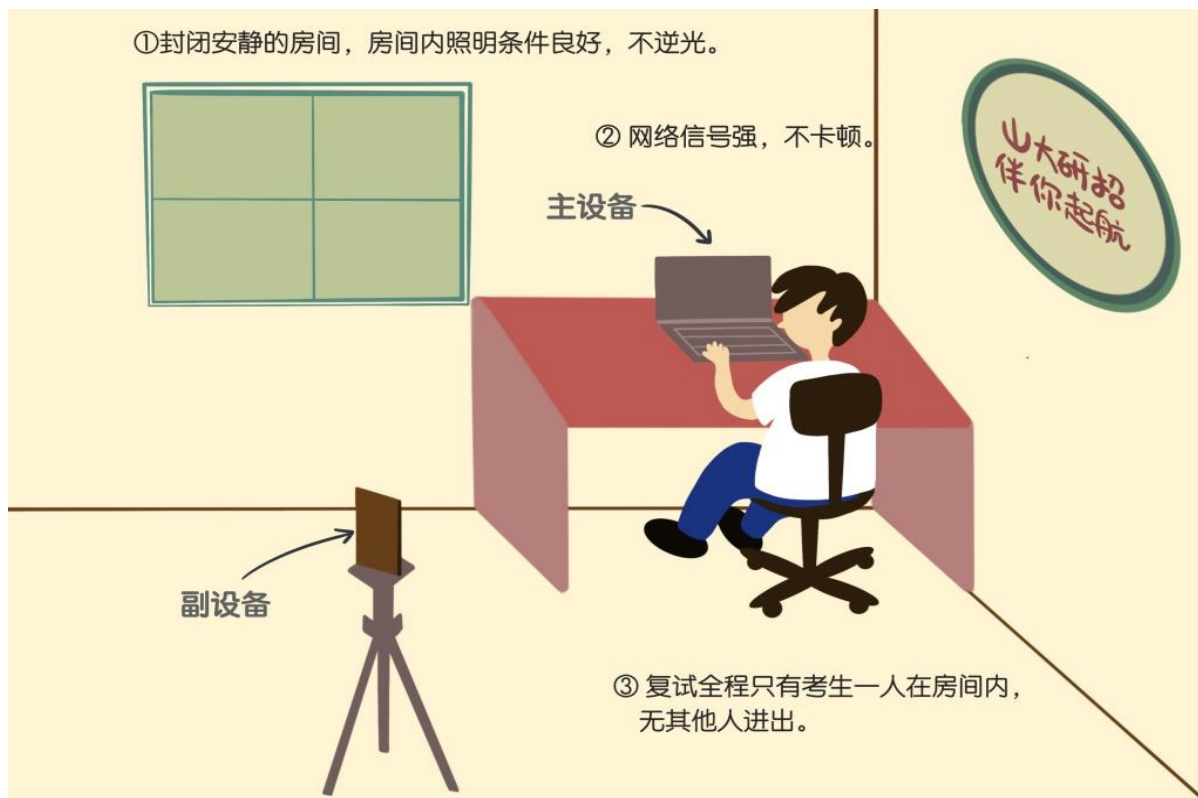 ①封闭安静的房间，房间内照明条件良好，不逆光。
② 网络信号强，不卡顿。
主设备
山大研招
伴你起航
副设备
③ 复试全程只有考生一人在房间内，
无其他人进出。